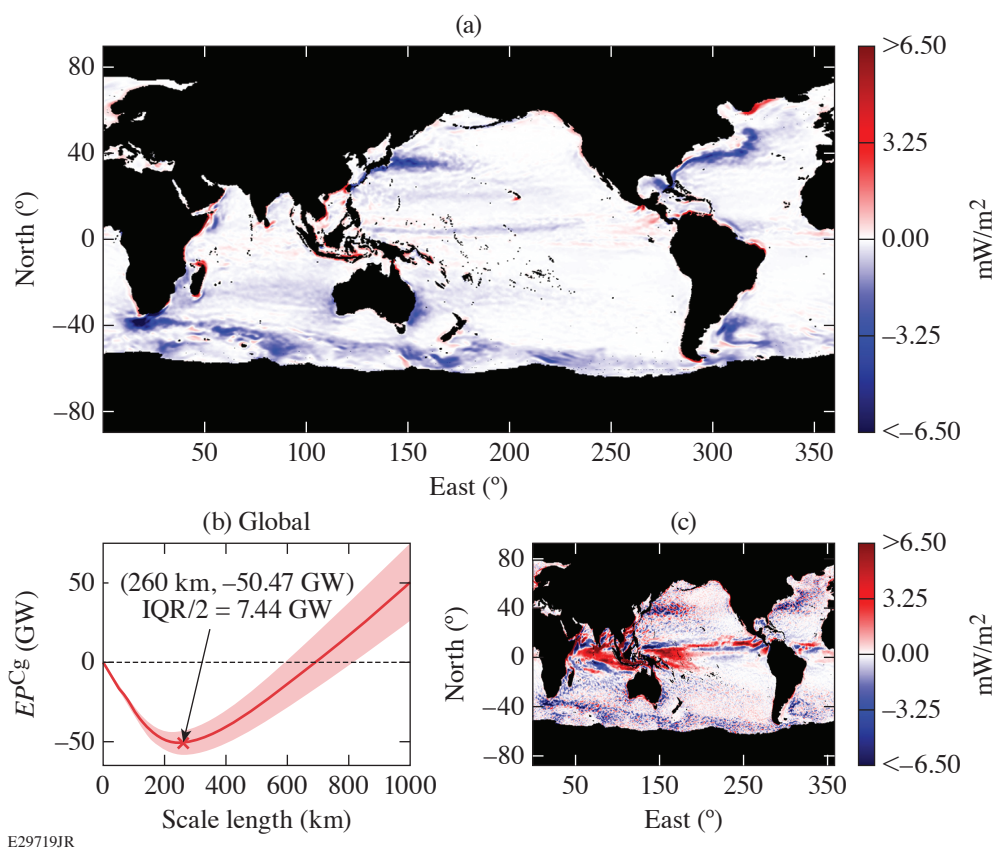 (a)
80
40
0
−40
−80
North (º)
50
100
150
200
250
300
350
East (º)
>6.50
3.25
0.00
−3.25
<−6.50
mW/m²
(b) Global
50
0
−50
EP^Cg (GW)
(260 km, −50.47 GW)
IQR/2 = 7.44 GW
0
200
400
600
800
1000
Scale length (km)
(c)
80
40
0
−40
−80
North (º)
50
150
250
350
East (º)
>6.50
3.25
0.00
−3.25
<−6.50
mW/m²
E29719JR